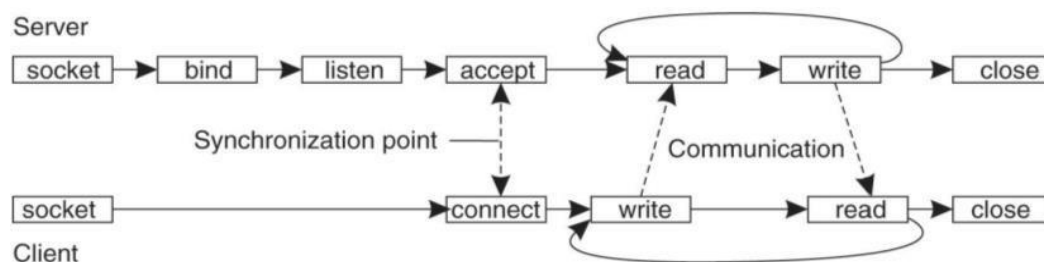 Server
socket bind listen accept read write close
Synchronization point
Communication
socket connect write read close
Client